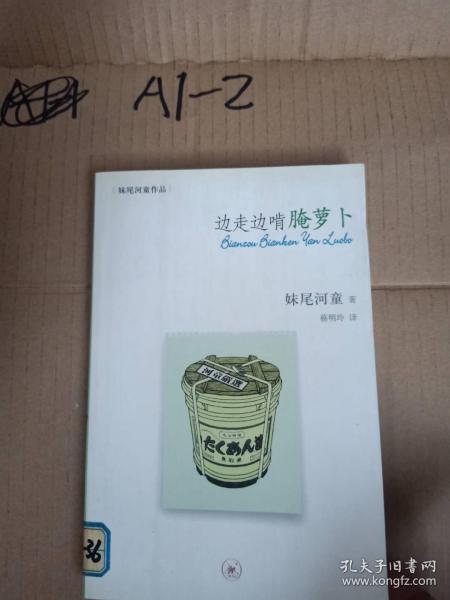 A1-2
妹尾河童作品
边走边啃腌萝卜
Bianzou Bianken Yan Luobo
妹尾河童 著
蔡明玲 译
河童嚴選
たくあん漬
36
孔夫子旧书网
www.kongfz.com